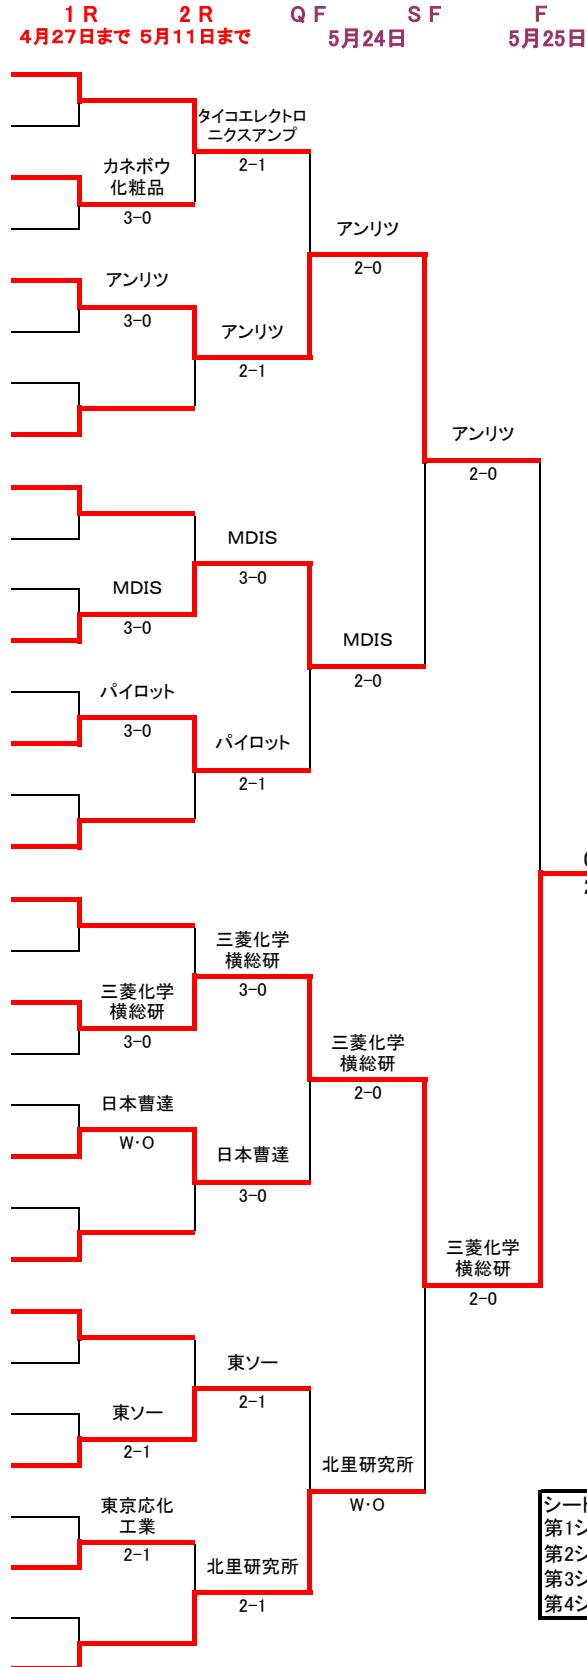 1 R 2 R Q F S F F
4月27日まで 5月11日まで 5月24日 5月25日
タイコエレクトロ
ニクスアンプ
2-1
カネボウ
化粧品
3-0
アンリツ
2-0
アンリツ
3-0
アンリツ
2-1
アンリツ
2-0
MDIS
3-0
MDIS
3-0
MDIS
2-0
パイロット
3-0
パイロット
2-1
三菱化学
横総研
3-0
三菱化学
横総研
3-0
三菱化学
横総研
2-0
日本曹達
W・O
日本曹達
3-0
三菱化学
横総研
2-0
東ソー
2-1
東ソー
2-1
北里研究所
W・O
東京応化
工業
2-1
北里研究所
2-1
シート
第1シ
第2シ
第3シ
第4シ